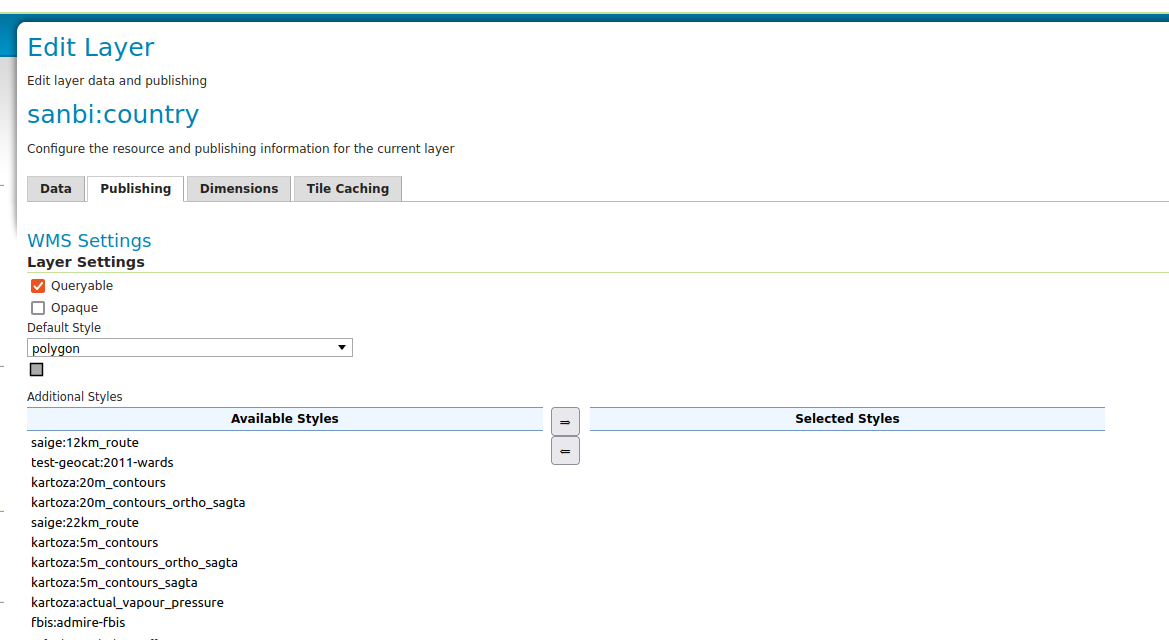 Edit Layer
Edit layer data and publishing
sanbi:country
Configure the resource and publishing information for the current layer
Data Publishing Dimensions Tile Caching
WMS Settings
Layer Settings
Queryable
Opaque
Default Style
polygon
Additional Styles
Available Styles ⇒ Selected Styles
⇐
saige:12km_route
test-geocat:2011-wards
kartoza:20m_contours
kartoza:20m_contours_ortho_sagta
saige:22km_route
kartoza:5m_contours
kartoza:5m_contours_ortho_sagta
kartoza:5m_contours_sagta
kartoza:actual_vapour_pressure
fbis:admire-fbis